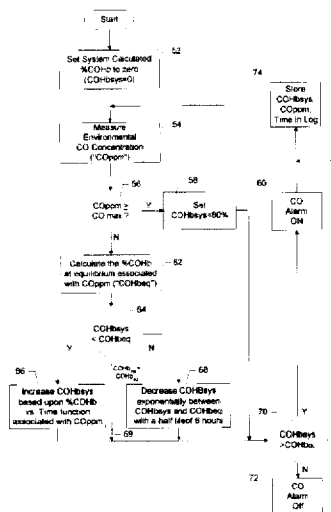 Start
52
Set System Calculated
%COHb to zero
(COHbsys=0)
74
Store
COHbsys,
COppm,
Time in Log
54
Measure
Environmental
CO Concentration
("COppm")
56
58
60
COppm ≥
CO max ?
Y
Set
COHbsys=80%
CO
Alarm
ON
N
62
Calculate the %COHb
at equilibrium associated
with COppm ("COHbeq")
64
COHbsys
< COHbeq
Y
N
66
68
Increase COHbsys
based upon %COHb
vs. Time function
associated with COppm
Decrease COHBsys
exponentially between
COHbsys and COHbeq
with a half life of 6 hours
69
70
Y
COHbsys
N
72
CO
Alarm
Off